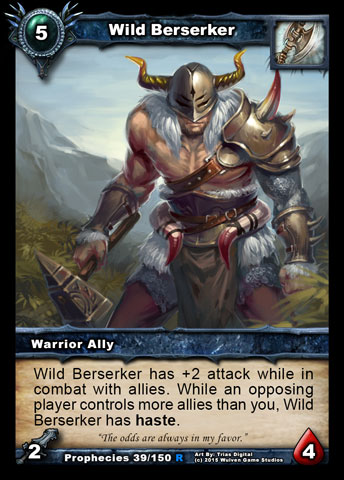 5
Wild Berserker
Warrior Ally
Wild Berserker has +2 attack while in
combat with allies. While an opposing
player controls more allies than you, Wild
Berserker has haste.
"The odds are always in my favor."
2
Prophecies 39/150 R
Art By: Trias Digital
(c) 2015 Wulven Game Studios
4